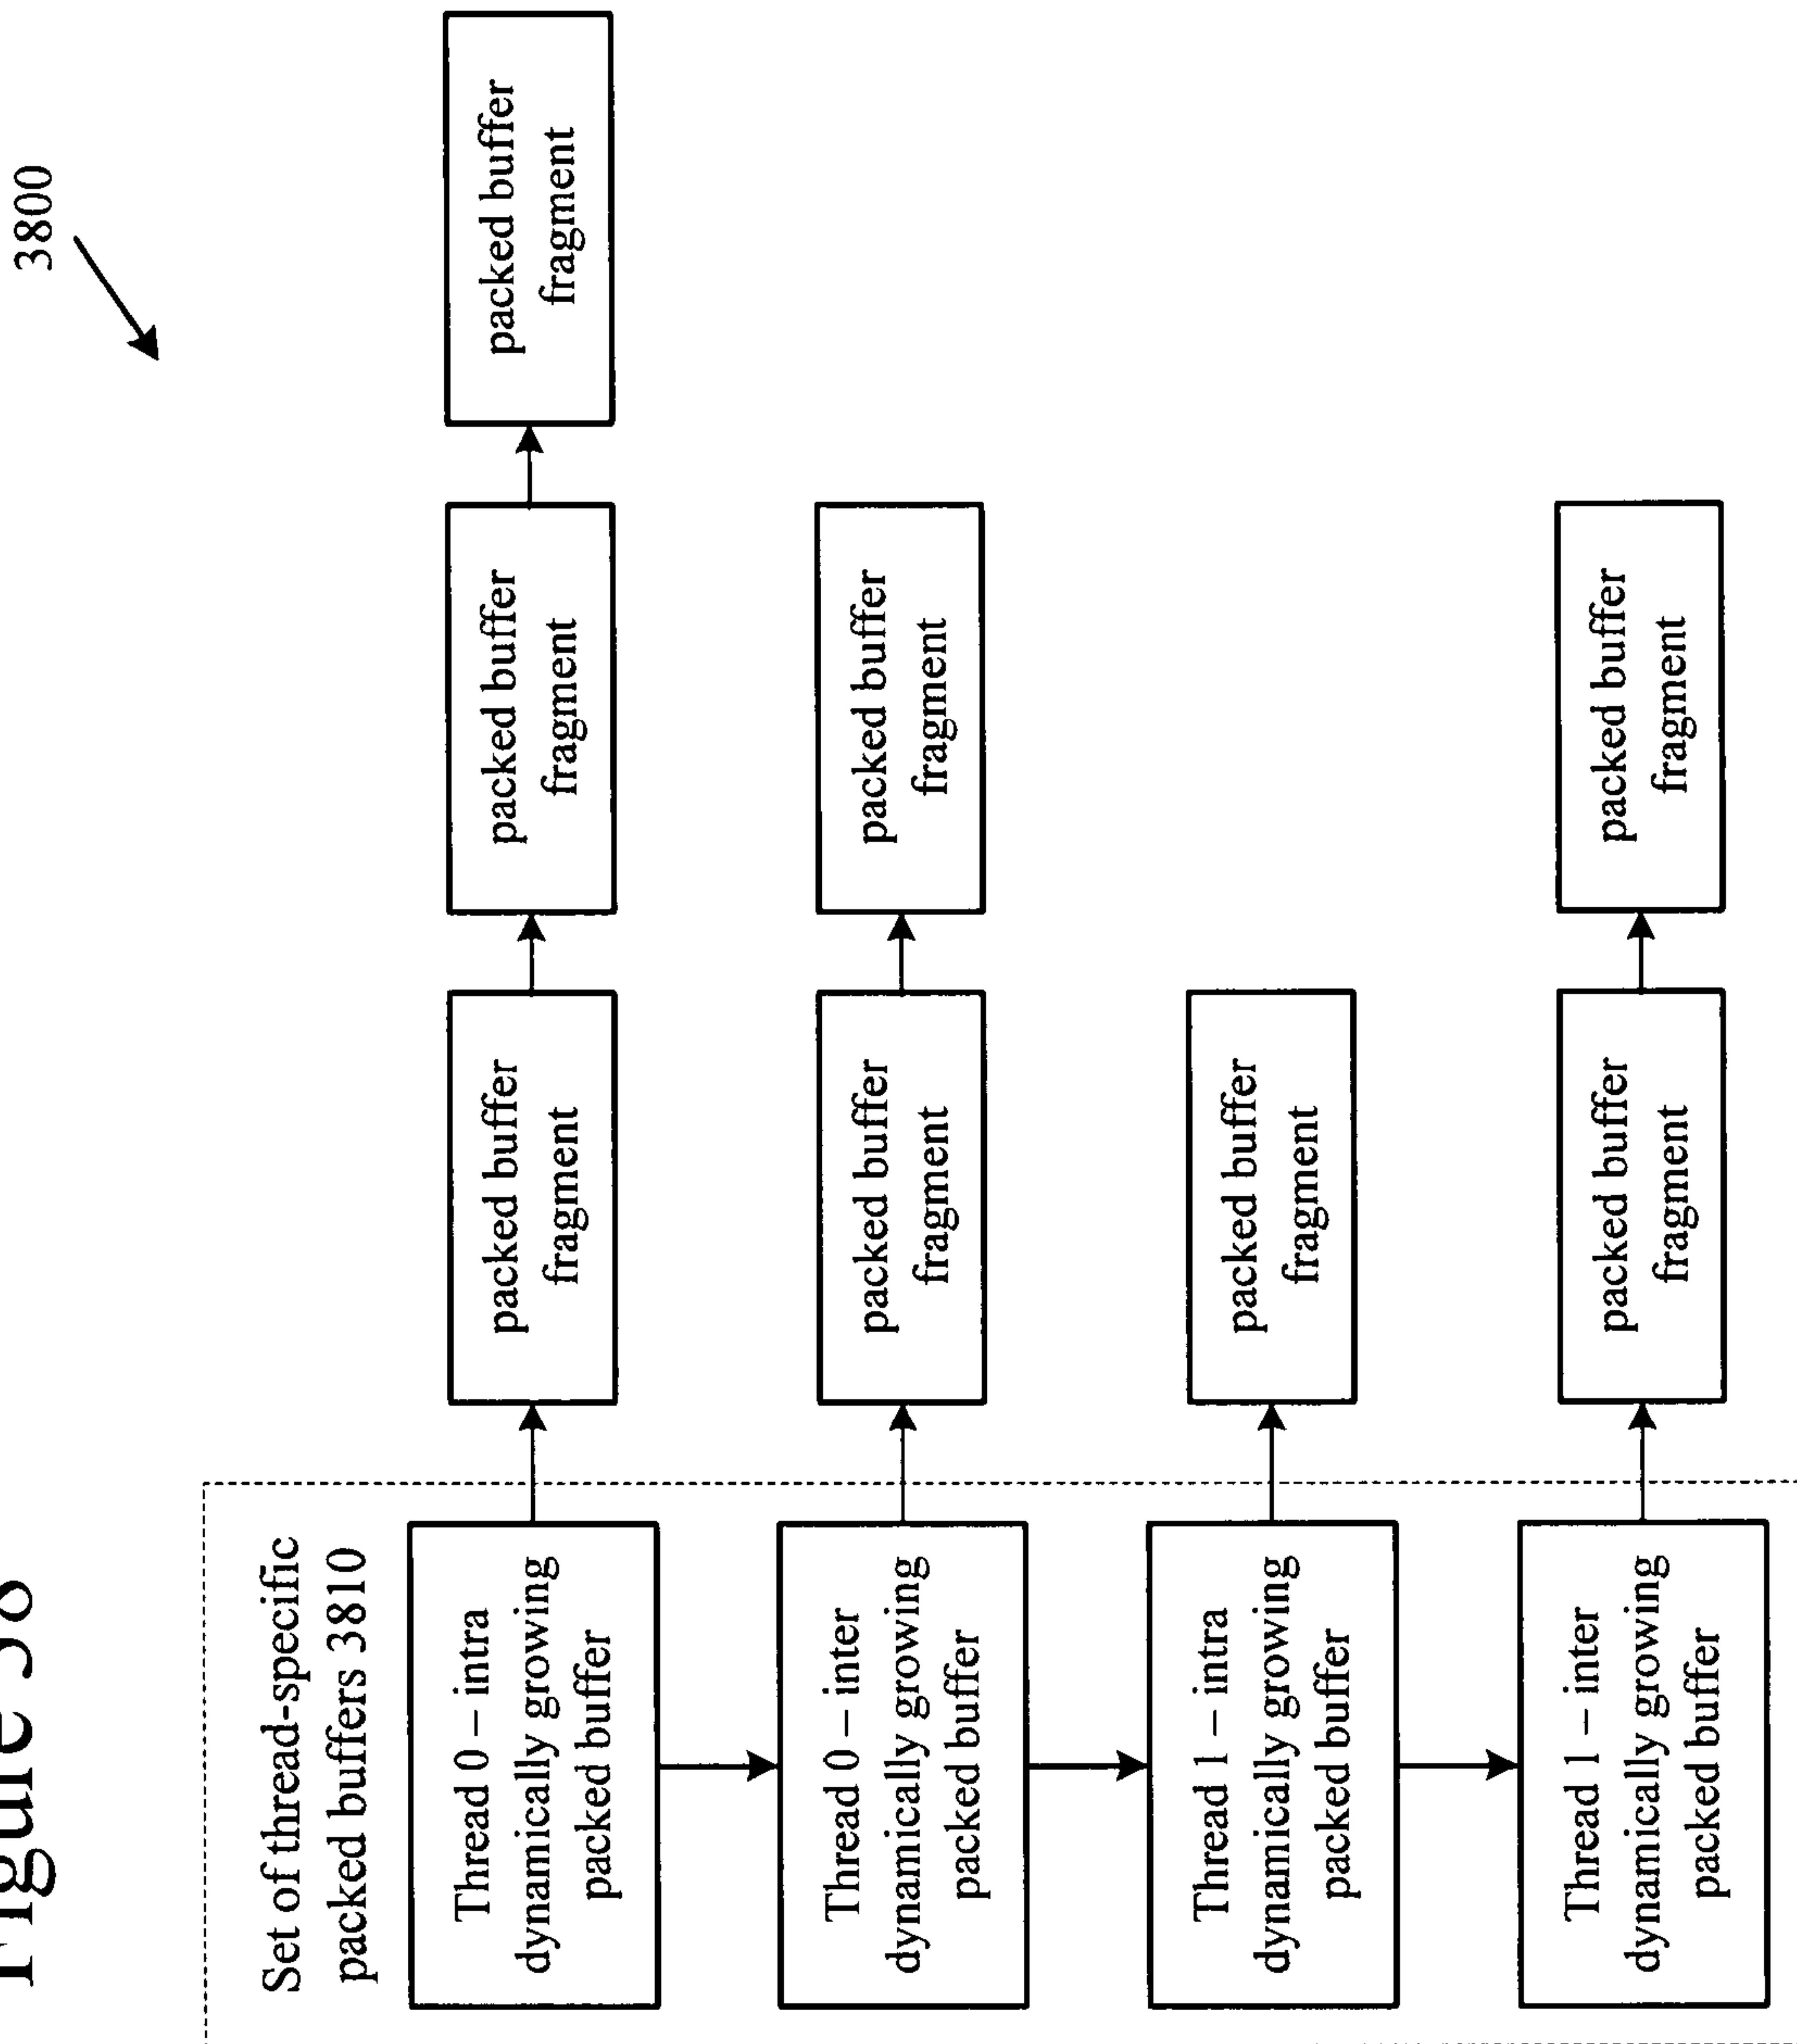 Figure 38
3800
Set of thread-specific
packed buffers 3810
Thread 0 – intra
dynamically growing
packed buffer
packed buffer
fragment
packed buffer
fragment
packed buffer
fragment
Thread 0 – inter
dynamically growing
packed buffer
packed buffer
fragment
packed buffer
fragment
Thread 1 – intra
dynamically growing
packed buffer
packed buffer
fragment
Thread 1 – inter
dynamically growing
packed buffer
packed buffer
fragment
packed buffer
fragment